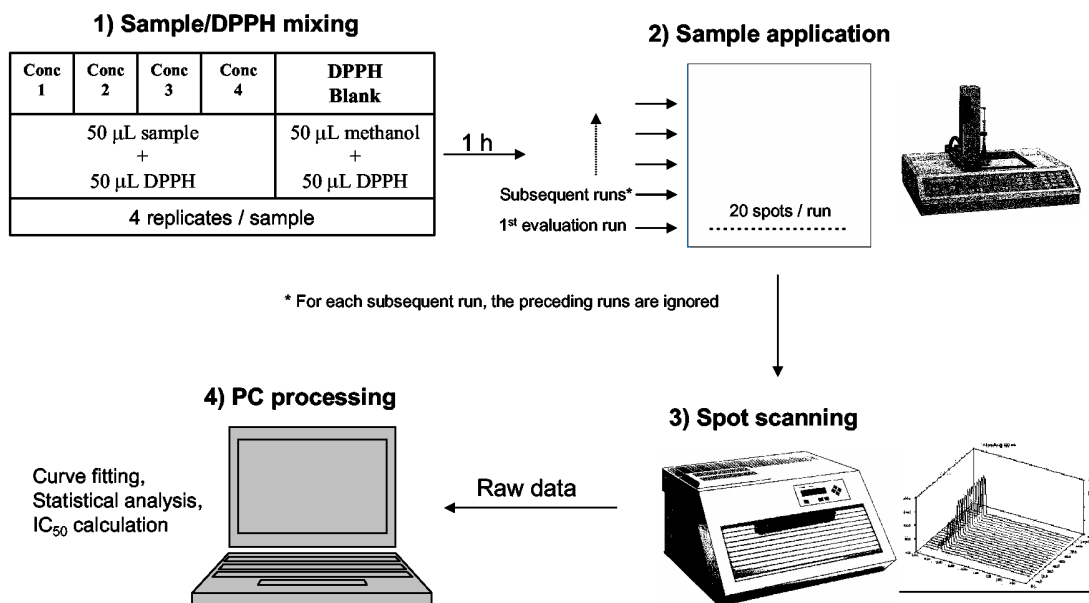 1) Sample/DPPH mixing
Conc 1
Conc 2
Conc 3
Conc 4
DPPH Blank
50 µL sample
+
50 µL DPPH
50 µL methanol
+
50 µL DPPH
4 replicates / sample
1 h
2) Sample application
Subsequent runs*
1st evaluation run
20 spots / run
* For each subsequent run, the preceding runs are ignored
3) Spot scanning
Raw data
4) PC processing
Curve fitting,
Statistical analysis,
IC50 calculation